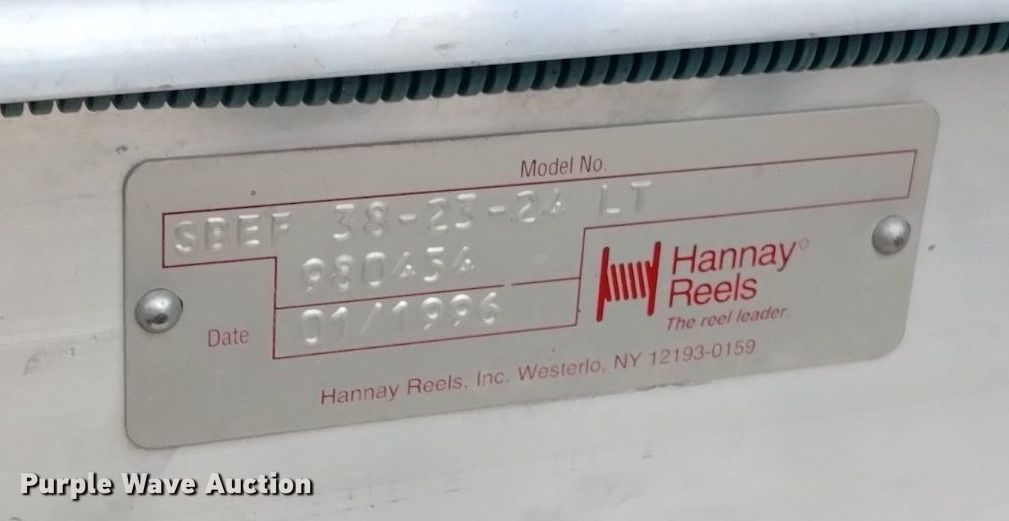 Model No.
SBEF 38-23-24 LT
980454
Date 01/1996
Hannay®
Reels
The reel leader.
Hannay Reels, Inc. Westerlo, NY 12193-0159
Purple Wave Auction